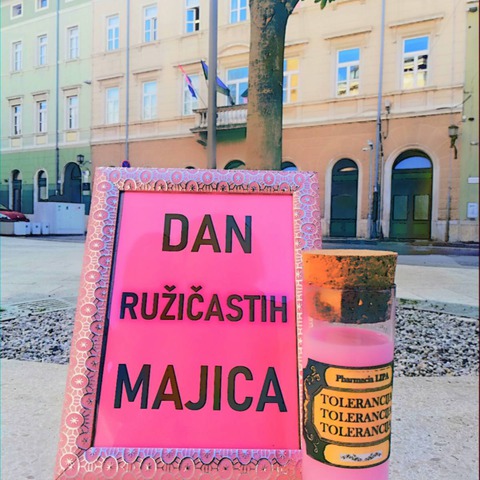 DAN
RUŽIČASTIH
MAJICA
Pharmacia LIPA
TOLERANCIJ
TOLERANCIJ
TOLERANCIJ